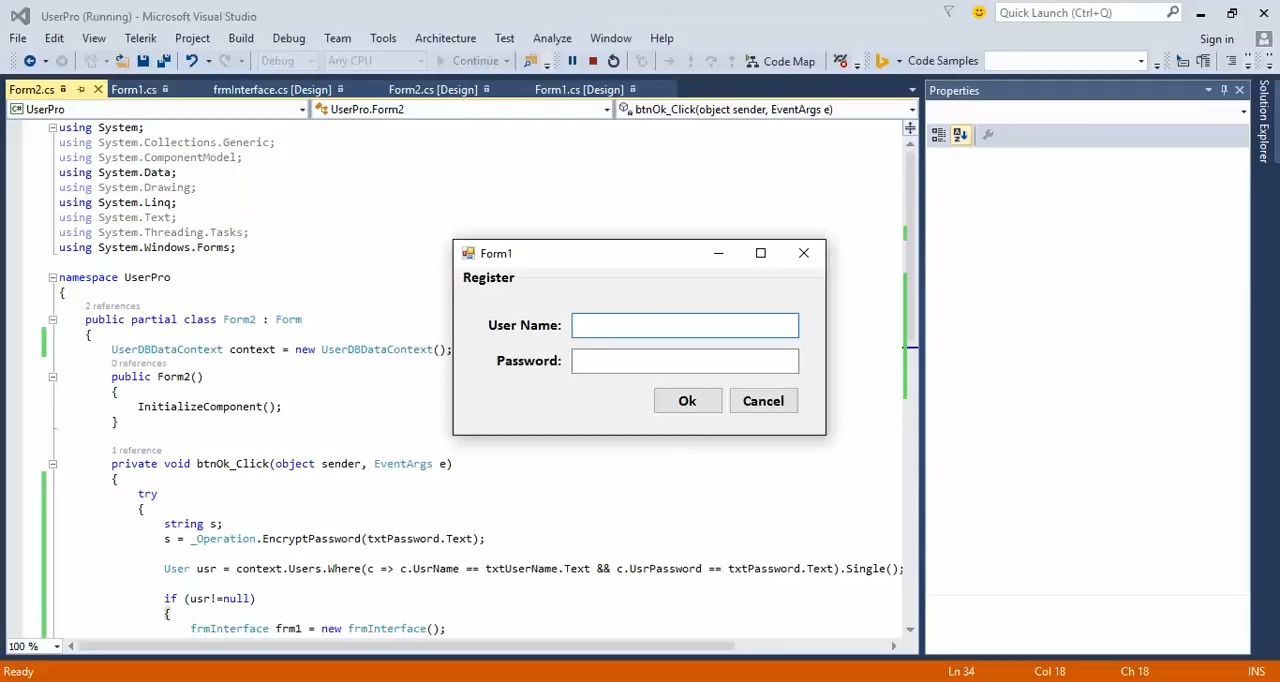 UserPro (Running) - Microsoft Visual Studio
Quick Launch (Ctrl+Q)
File Edit View Telerik Project Build Debug Team Tools Architecture Test Analyze Window Help
Sign in
Debug Any CPU Continue Code Map Code Samples
Form2.cs Form1.cs frmInterface.cs [Design] Form2.cs [Design] Form1.cs [Design]
Properties
UserPro UserPro.Form2 btnOk_Click(object sender, EventArgs e)
Solution Explorer
using System;
using System.Collections.Generic;
using System.ComponentModel;
using System.Data;
using System.Drawing;
using System.Linq;
using System.Text;
using System.Threading.Tasks;
using System.Windows.Forms;
namespace UserPro
{
2 references
public partial class Form2 : Form
{
UserDBDataContext context = new UserDBDataContext();
0 references
public Form2()
{
InitializeComponent();
}
1 reference
private void btnOk_Click(object sender, EventArgs e)
{
try
{
string s;
s = _Operation.EncryptPassword(txtPassword.Text);
User usr = context.Users.Where(c => c.UsrName == txtUserName.Text && c.UsrPassword == txtPassword.Text).Single();
if (usr!=null)
{
frmInterface frm1 = new frmInterface();
Form1
Register
User Name:
Password:
Ok Cancel
100 %
Ready Ln 34 Col 18 Ch 18 INS